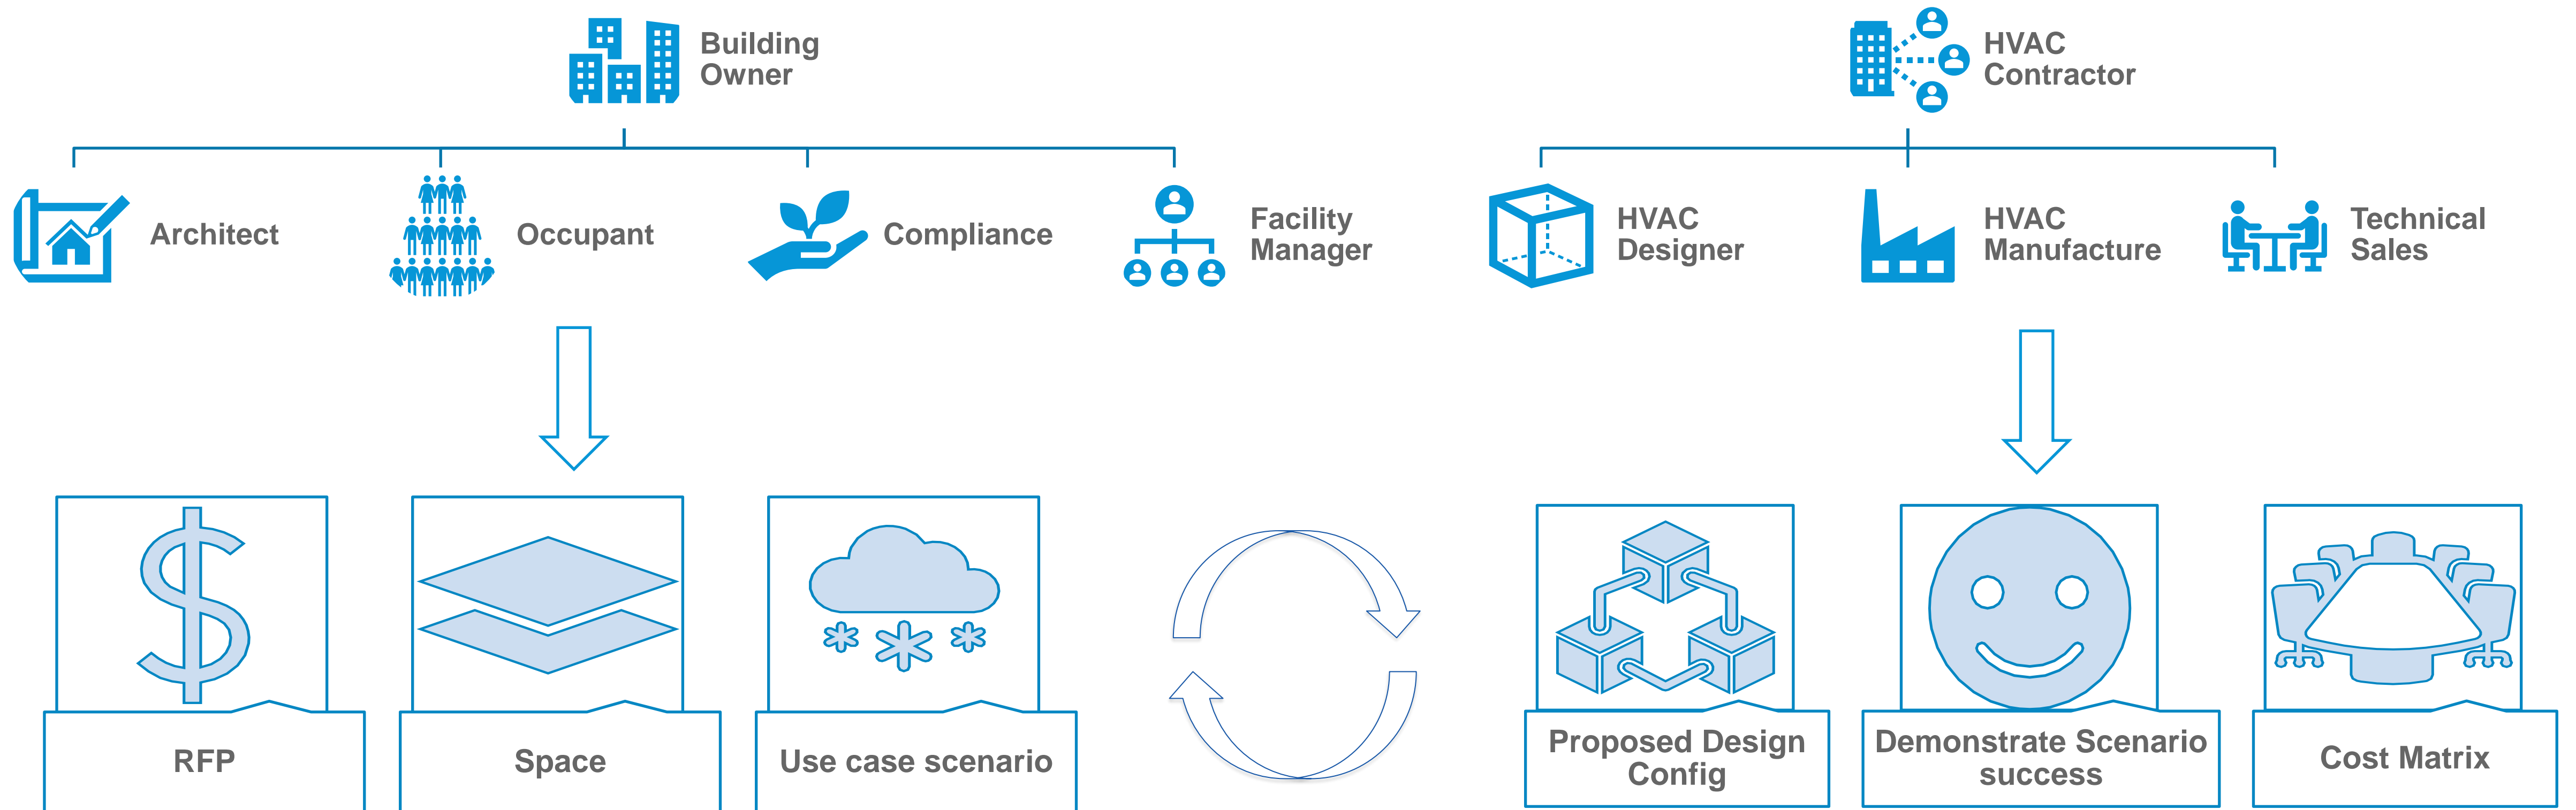 Building
Owner
HVAC
Contractor
Architect
Occupant
Compliance
Facility
Manager
HVAC
Designer
HVAC
Manufacture
Technical
Sales
RFP
Space
Use case scenario
Proposed Design
Config
Demonstrate Scenario
success
Cost Matrix